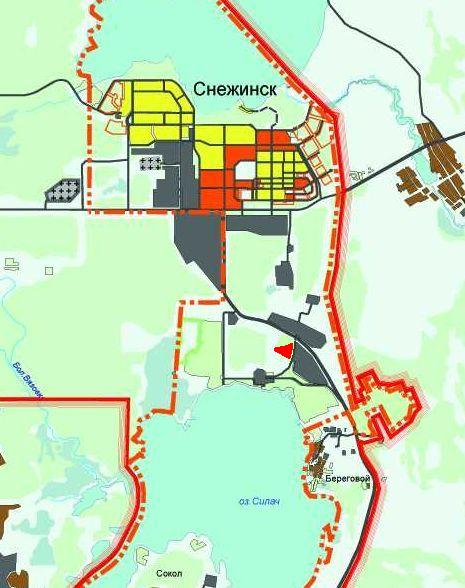 Снежинск
Бол. Вязовк
Береговой
оз. Силач
Сокол